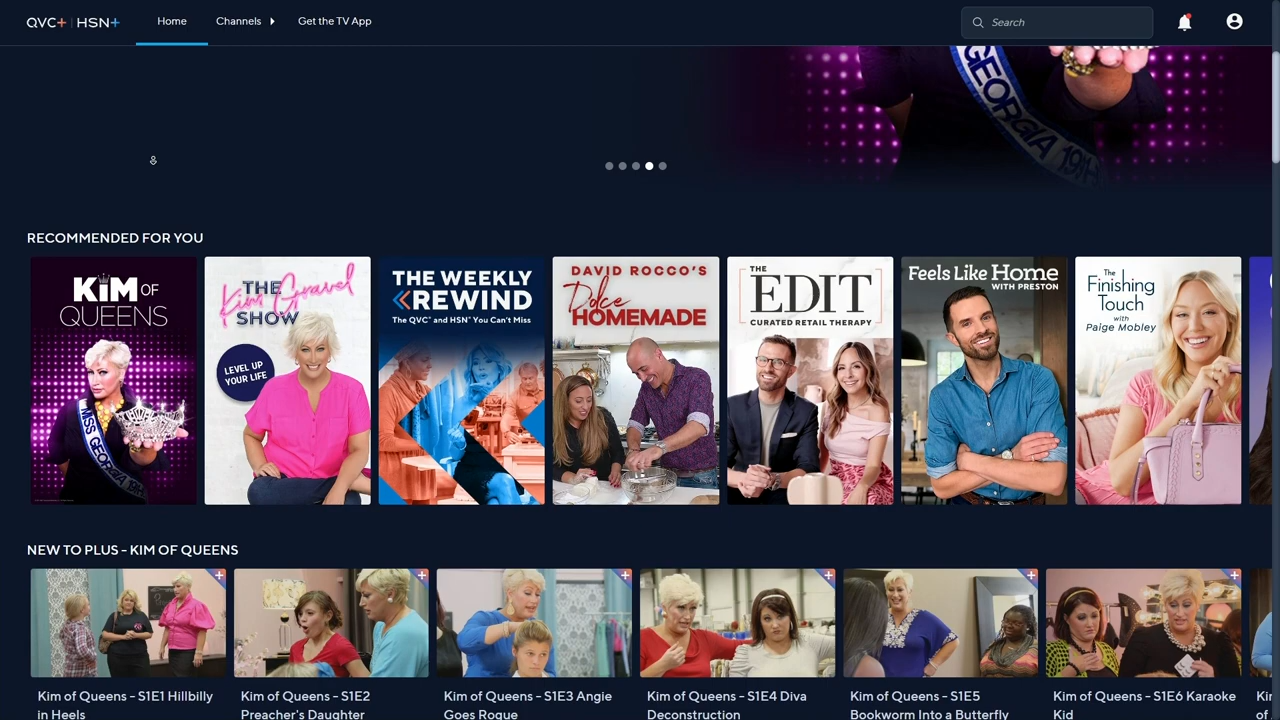 QVC+ | HSN+
Home
Channels
Get the TV App
Search
GEORGIA 1991
RECOMMENDED FOR YOU
KIM OF
QUEENS
MISS GEORGIA 1991
THE
Kim Gravel
SHOW
LEVEL UP
YOUR LIFE
THE WEEKLY
REWIND
The QVC® and HSN® You Can't Miss
DAVID ROCCO'S
Dolce
HOMEMADE
THE
EDIT
CURATED RETAIL THERAPY
Feels Like Home
WITH PRESTON
The
Finishing
Touch
with
Paige Mobley
NEW TO PLUS - KIM OF QUEENS
Kim of Queens - S1E1 Hillbilly
in Heels
Kim of Queens - S1E2
Preacher's Daughter
Kim of Queens - S1E3 Angie
Goes Rogue
Kim of Queens - S1E4 Diva
Deconstruction
Kim of Queens - S1E5
Bookworm Into a Butterfly
Kim of Queens - S1E6 Karaoke
Kid